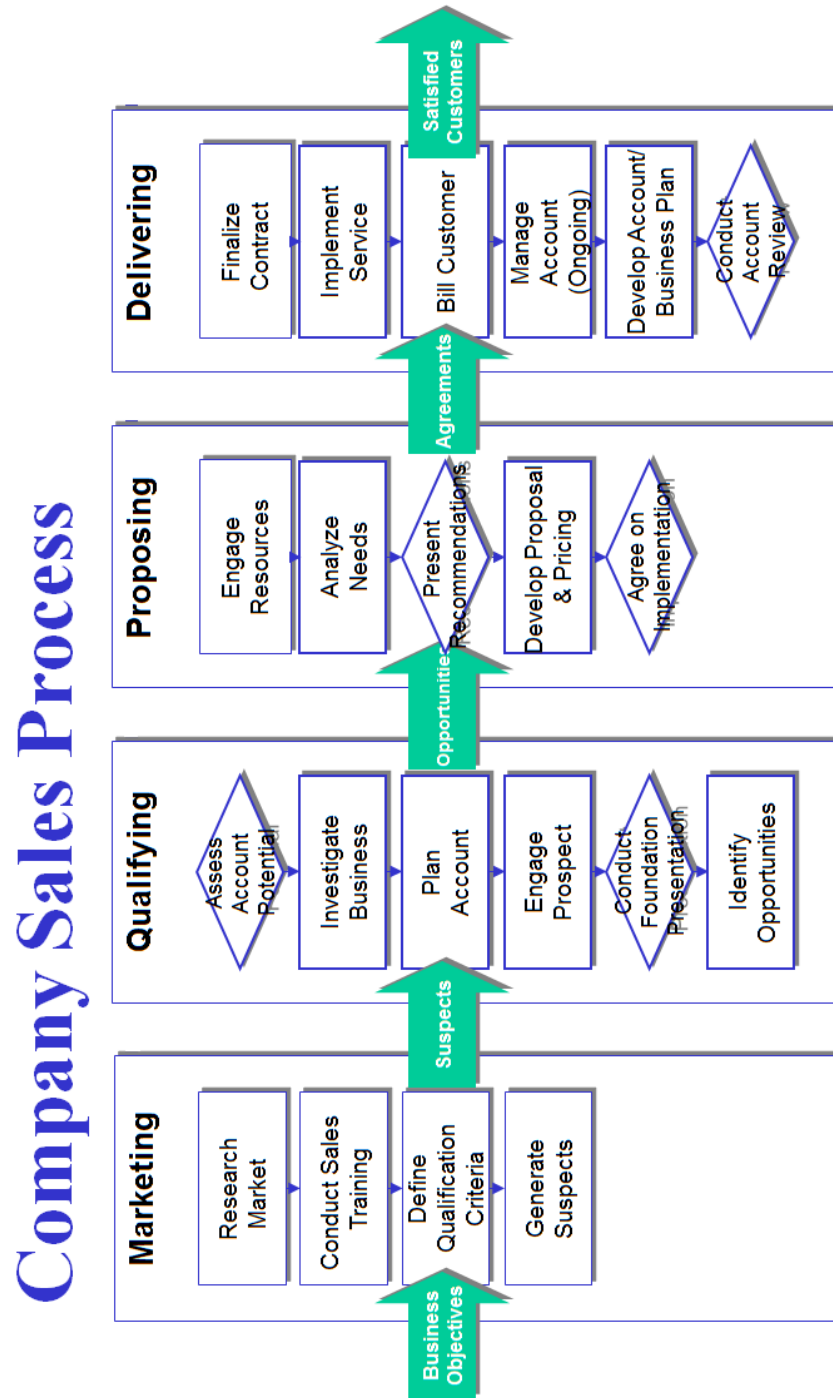 Company Sales Process
Marketing
Research
Market
Conduct Sales
Training
Define
Qualification
Criteria
Generate
Suspects
Business
Objectives
Suspects
Qualifying
Assess
Account
Potential
Investigate
Business
Plan
Account
Engage
Prospect
Conduct
Foundation
Presentation
Identify
Opportunities
Opportunities
Proposing
Engage
Resources
Analyze
Needs
Present
Recommendations
Develop Proposal
& Pricing
Agree on
Implementation
Agreements
Delivering
Finalize
Contract
Implement
Service
Bill Customer
Manage
Account
(Ongoing)
Develop Account/
Business Plan
Conduct
Account
Review
Satisfied
Customers